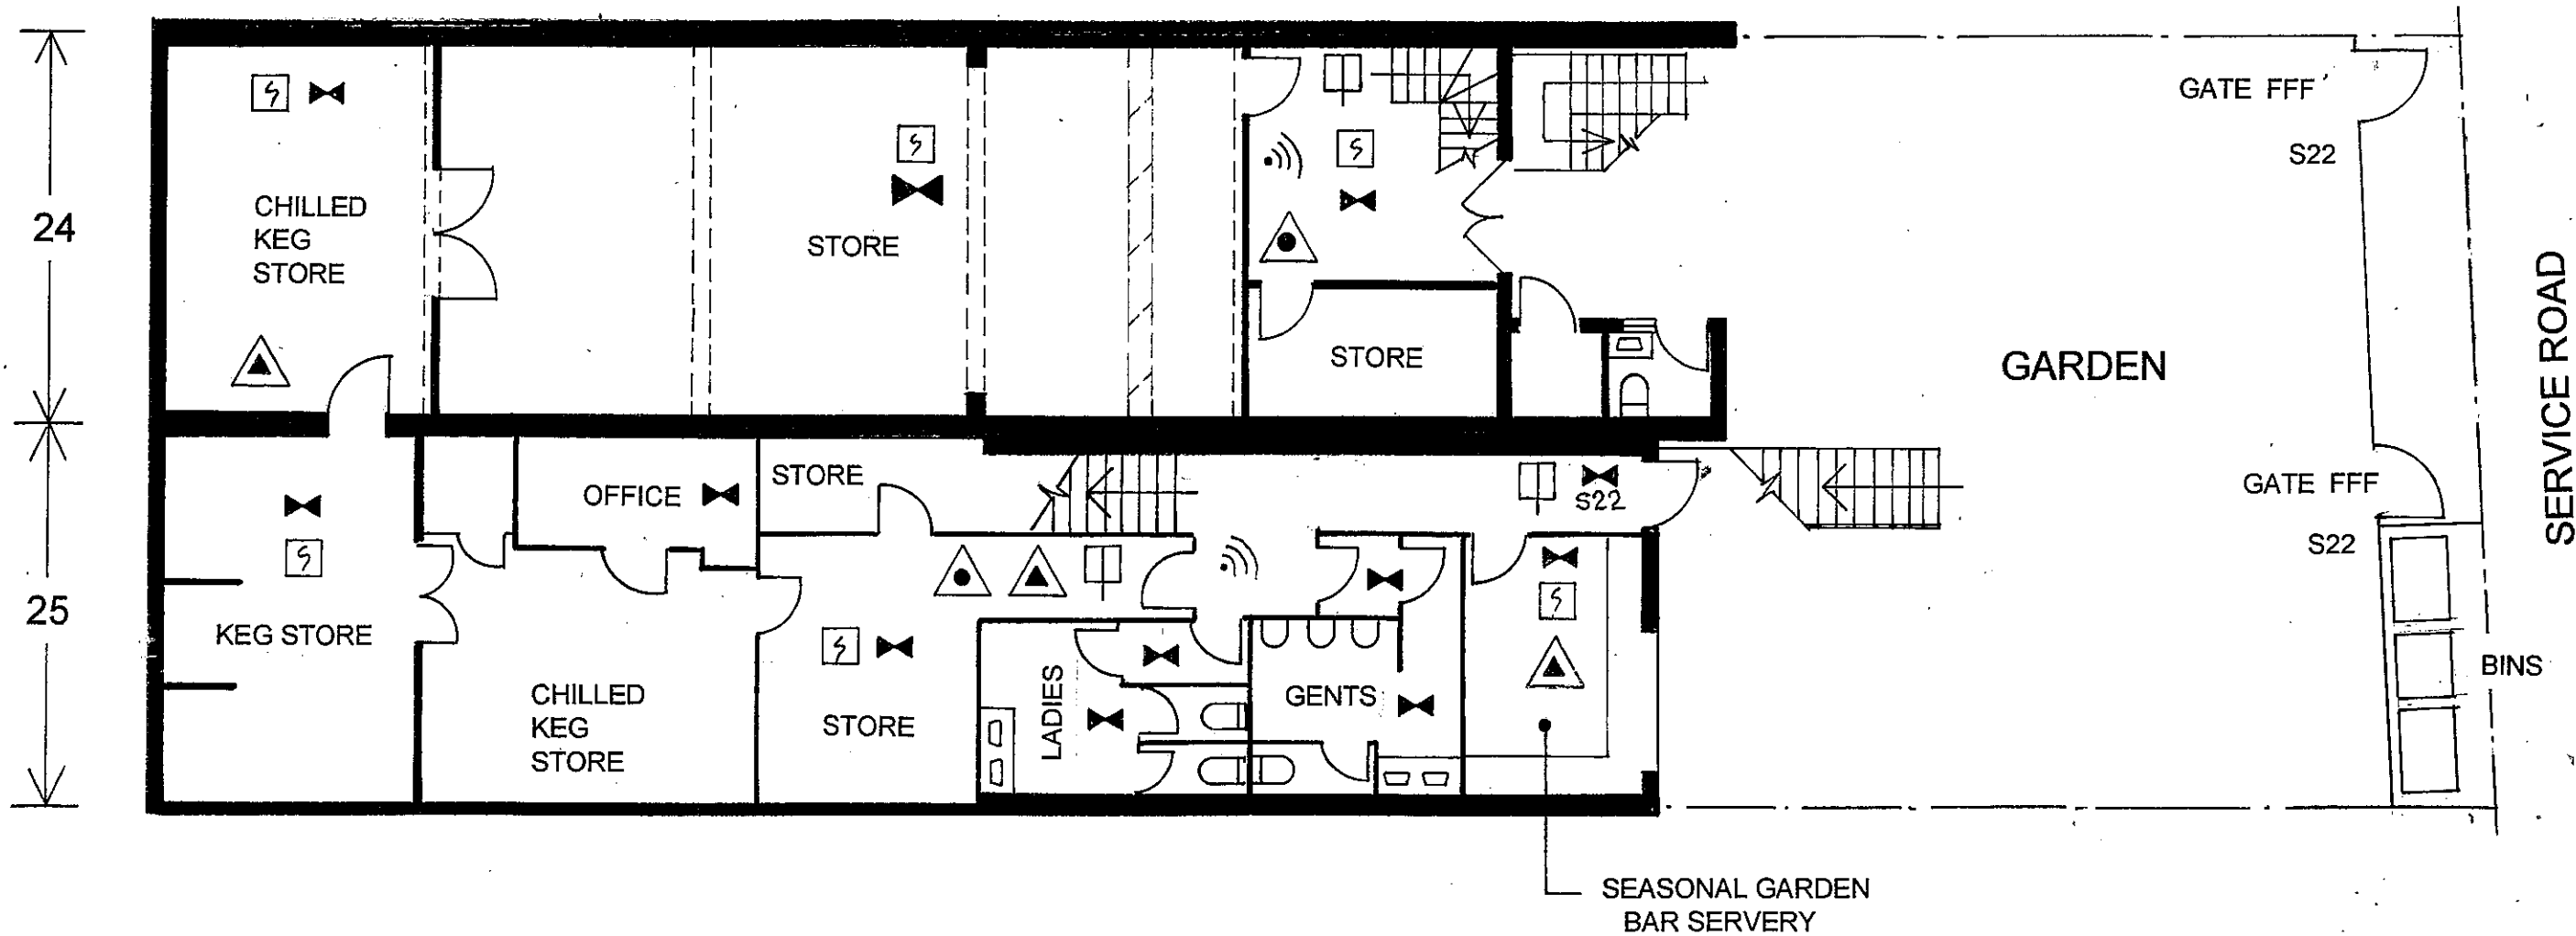 24
CHILLED
KEG
STORE
STORE
STORE
GATE FFF
S22
GARDEN
SERVICE ROAD
25
KEG STORE
OFFICE
STORE
CHILLED
KEG
STORE
STORE
LADIES
GENTS
S22
GATE FFF
S22
BINS
SEASONAL GARDEN
BAR SERVERY